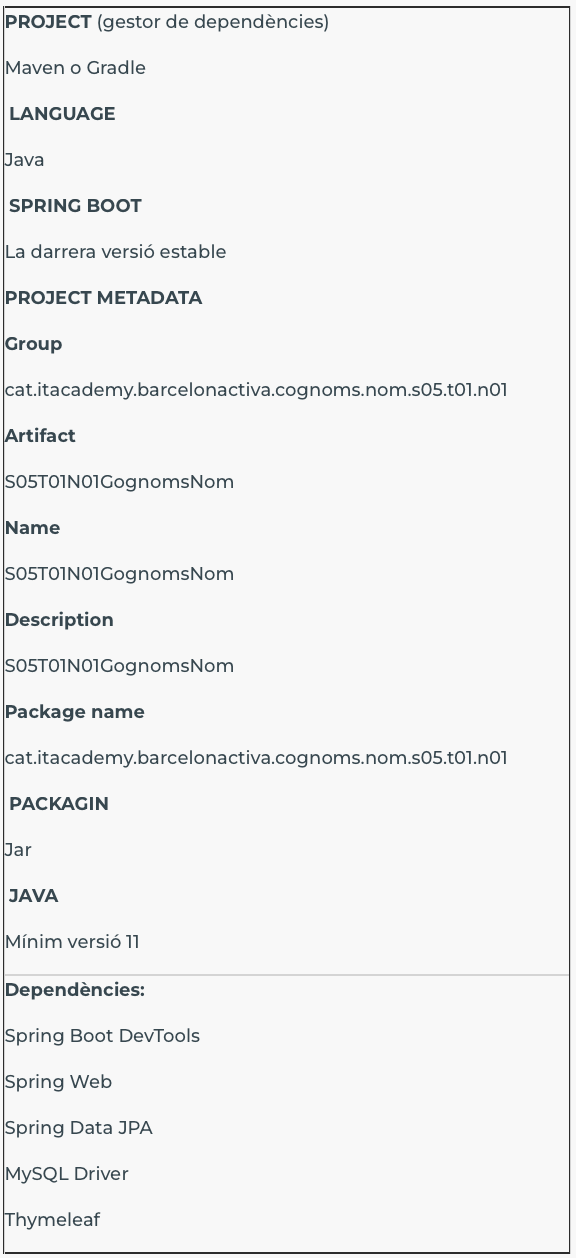 PROJECT (gestor de dependències)
Maven o Gradle
LANGUAGE
Java
SPRING BOOT
La darrera versió estable
PROJECT METADATA
Group
cat.itacademy.barcelonactiva.cognoms.nom.s05.t01.n01
Artifact
S05T01N01GognomsNom
Name
S05T01N01GognomsNom
Description
S05T01N01GognomsNom
Package name
cat.itacademy.barcelonactiva.cognoms.nom.s05.t01.n01
PACKAGIN
Jar
JAVA
Mínim versió 11
Dependències:
Spring Boot DevTools
Spring Web
Spring Data JPA
MySQL Driver
Thymeleaf